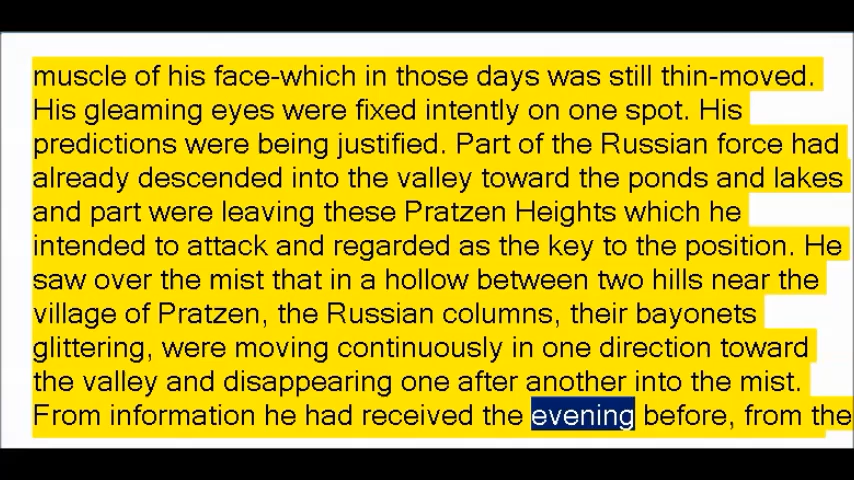 muscle of his face-which in those days was still thin-moved.
His gleaming eyes were fixed intently on one spot. His
predictions were being justified. Part of the Russian force had
already descended into the valley toward the ponds and lakes
and part were leaving these Pratzen Heights which he
intended to attack and regarded as the key to the position. He
saw over the mist that in a hollow between two hills near the
village of Pratzen, the Russian columns, their bayonets
glittering, were moving continuously in one direction toward
the valley and disappearing one after another into the mist.
From information he had received the evening before, from the